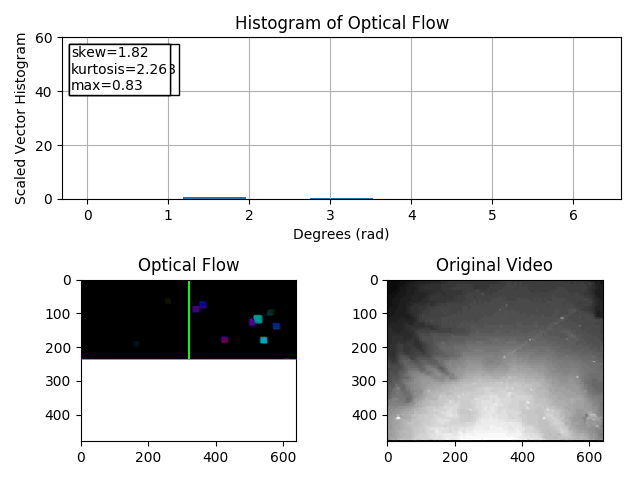 Histogram of Optical Flow
Scaled Vector Histogram
60
40
20
0
skew=1.82
kurtosis=2.263
max=0.83
0 1 2 3 4 5 6
Degrees (rad)
Optical Flow
0
100
200
300
400
0 200 400 600
Original Video
0
100
200
300
400
0 200 400 600